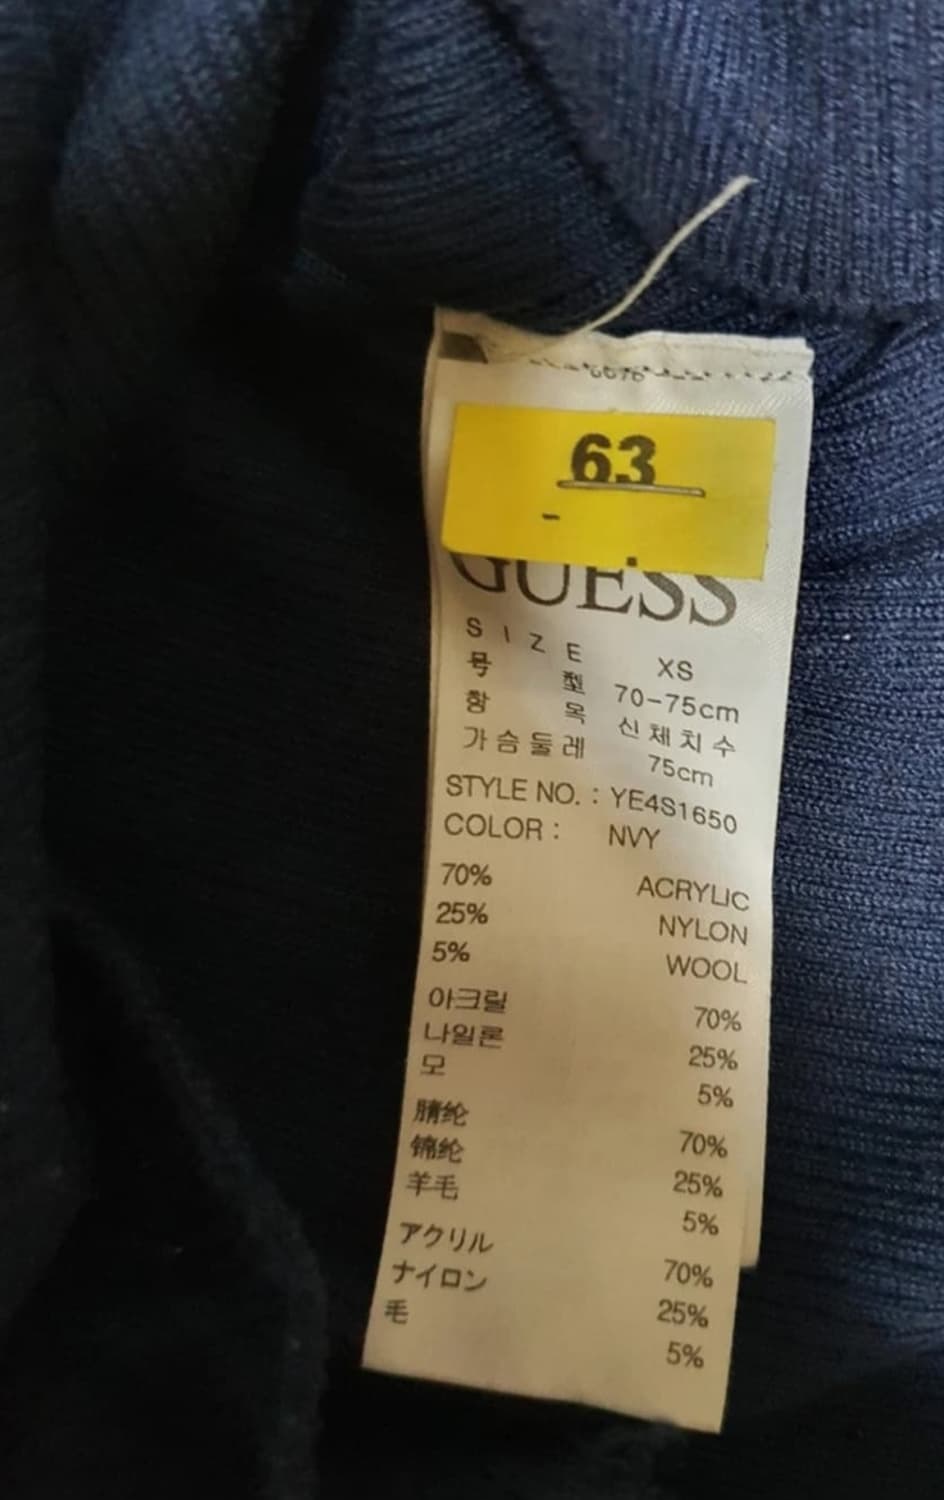 63
GUESS
SIZE XS
号型 70-75cm
항목 신체치수
가슴둘레 75cm
STYLE NO. : YE4S1650
COLOR : NVY
70% ACRYLIC
25% NYLON
5% WOOL
아크릴 70%
나일론 25%
모 5%
腈纶 70%
锦纶 25%
羊毛 5%
アクリル 70%
ナイロン 25%
毛 5%